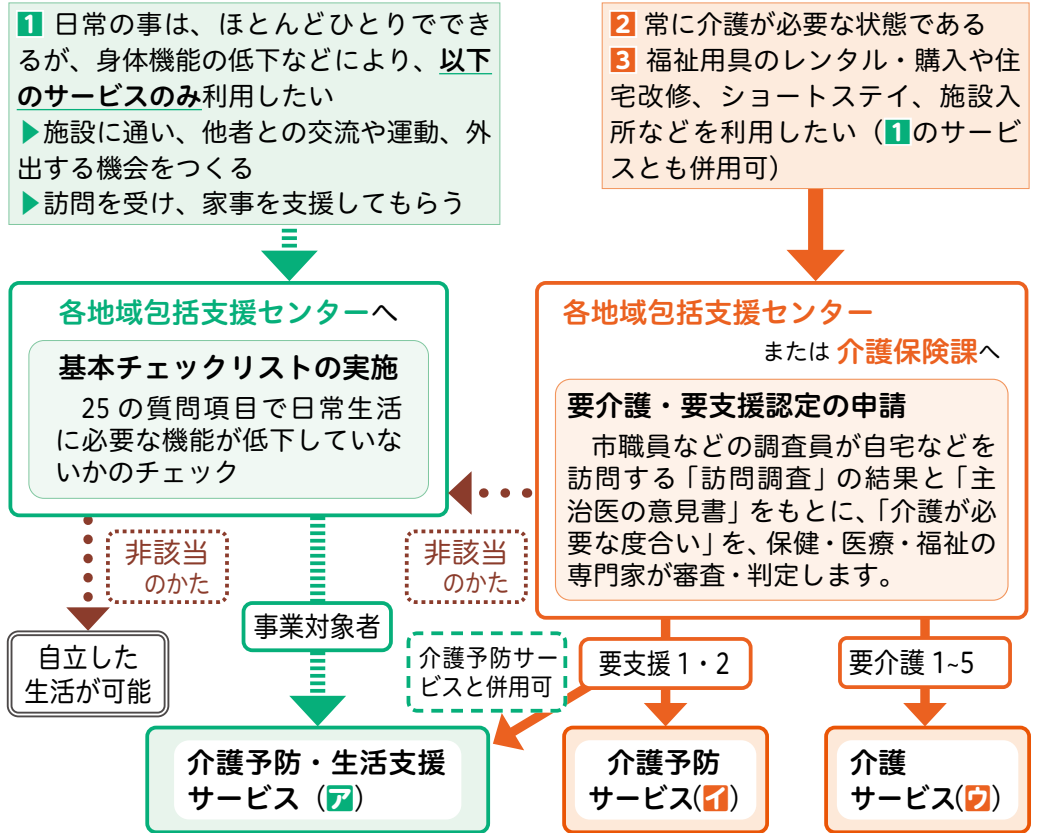 1 日常の事は、ほとんどひとりででき
るが、身体機能の低下などにより、以下
のサービスのみ利用したい
▶施設に通い、他者との交流や運動、外
出する機会をつくる
▶訪問を受け、家事を支援してもらう
2 常に介護が必要な状態である
3 福祉用具のレンタル・購入や住
宅改修、ショートステイ、施設入
所などを利用したい（1のサービ
スとも併用可）
各地域包括支援センターへ
基本チェックリストの実施
25 の質問項目で日常生活
に必要な機能が低下していな
いかのチェック
各地域包括支援センター
または 介護保険課へ
要介護・要支援認定の申請
市職員などの調査員が自宅などを
訪問する「訪問調査」の結果と「主
治医の意見書」をもとに、「介護が必
要な度合い」を、保健・医療・福祉の
専門家が審査・判定します。
非該当
のかた
非該当
のかた
事業対象者
自立した
生活が可能
介護予防サー
ビスと併用可
要支援 1・2
要介護 1~5
介護予防・生活支援
サービス（ア）
介護予防
サービス(イ)
介護
サービス(ウ)